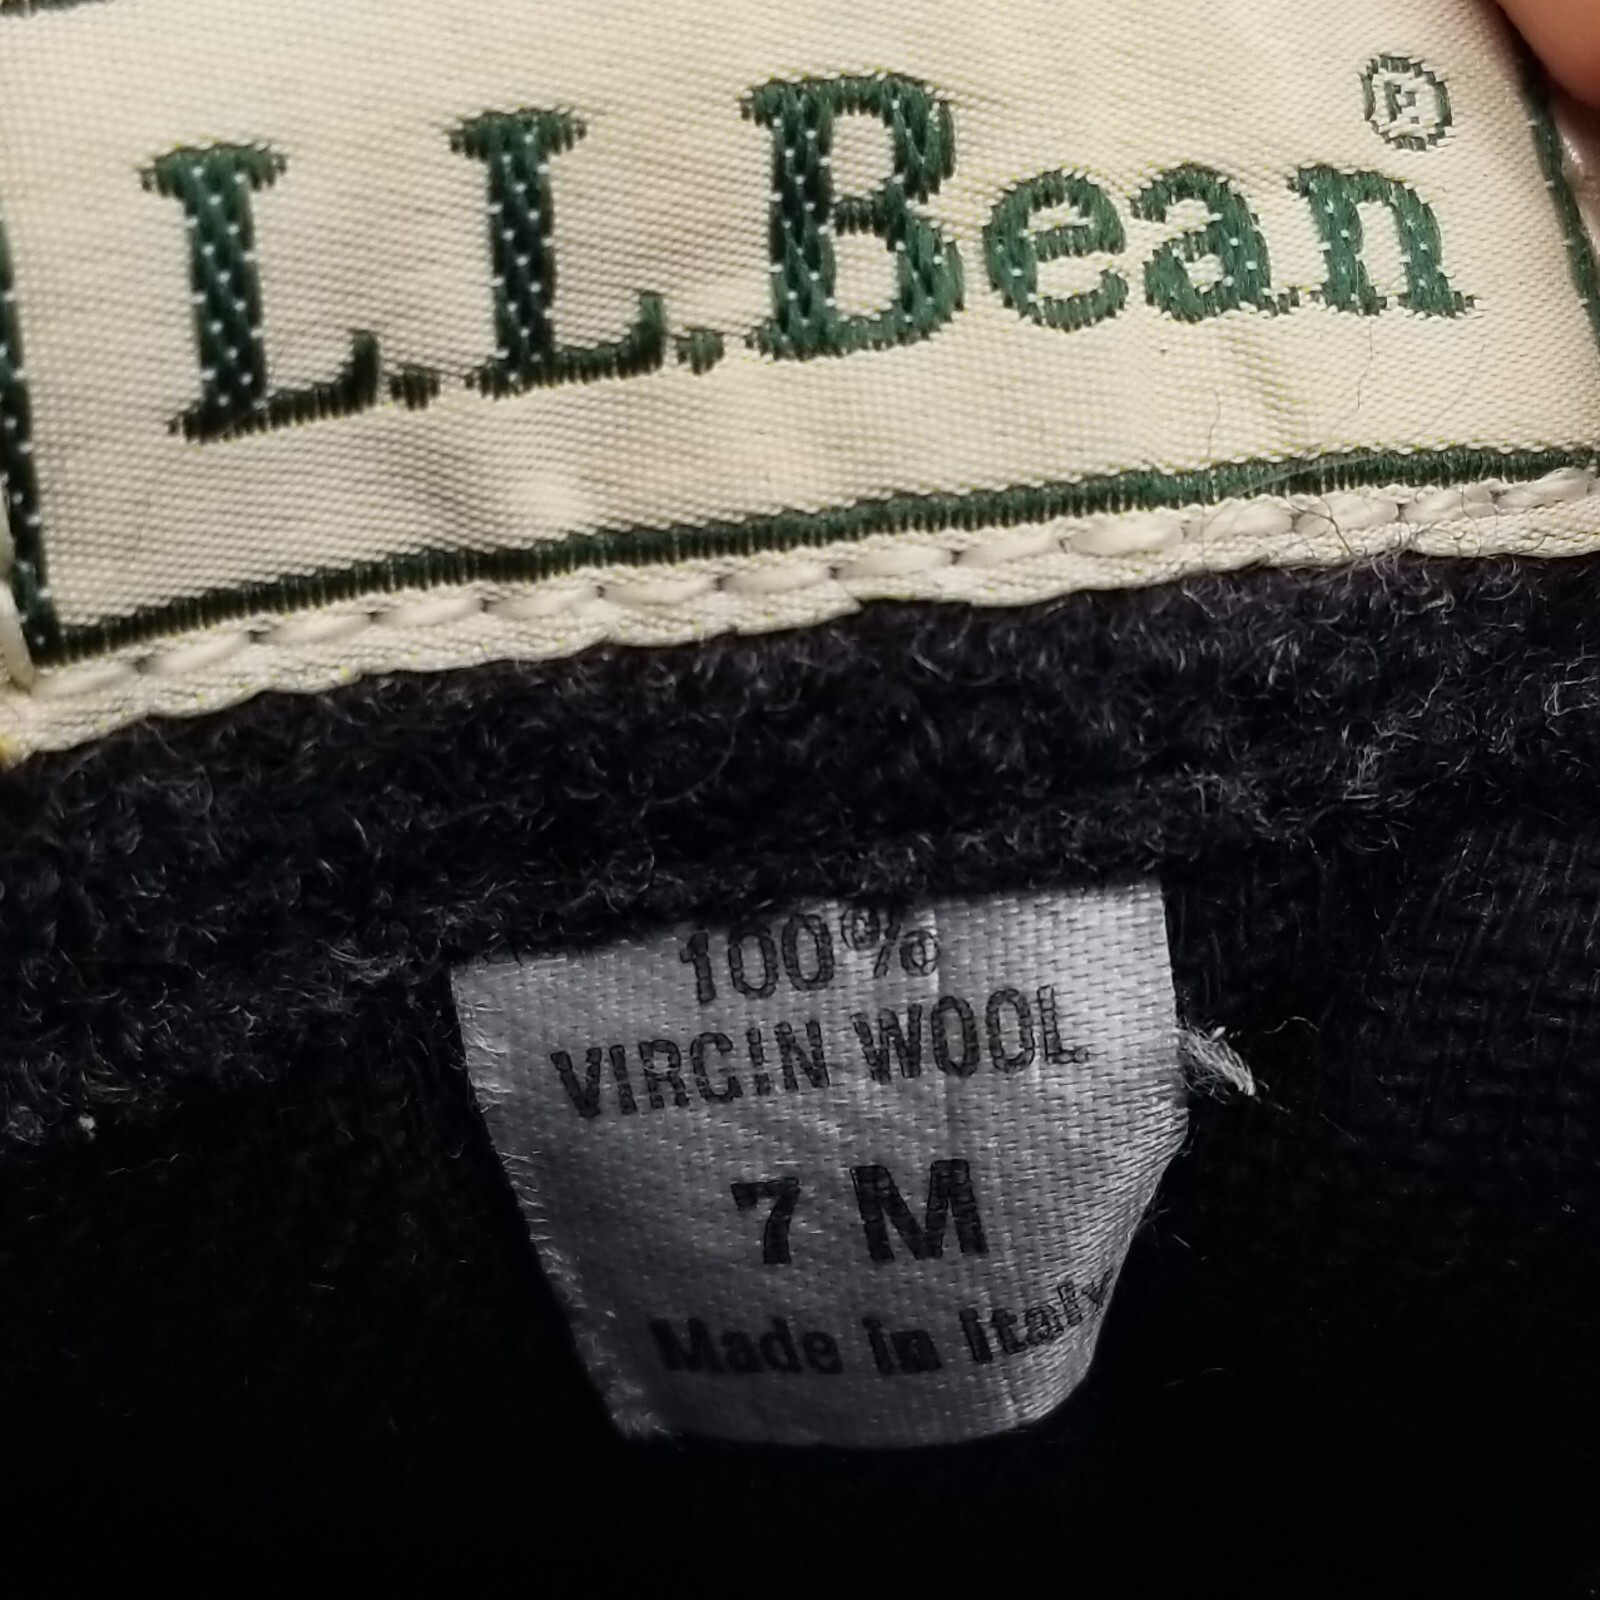 L.L.Bean®
100%
VIRGIN WOOL
7 M
Made in Italy